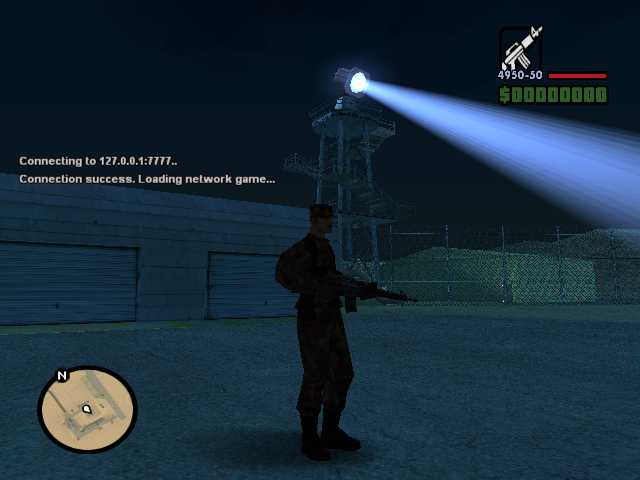 4950-50
$00000000
Connecting to 127.0.0.1:7777..
Connection success. Loading network game...
N